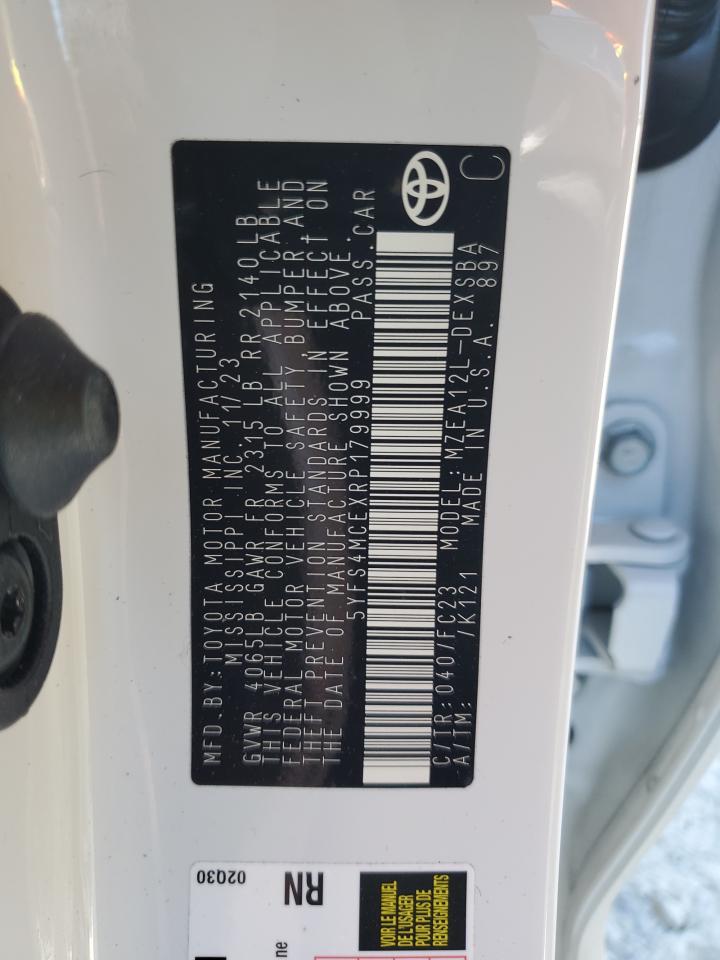 MFD.BY:TOYOTA MOTOR MANUFACTURING
MISSISSIPPI INC. 11/23
GVWR 4065LB GAWR FR 2315 LB RR 2140 LB
THIS VEHICLE CONFORMS TO ALL APPLICABLE
FEDERAL MOTOR VEHICLE SAFETY, BUMPER AND
THEFT PREVENTION STANDARDS IN EFFECT ON
THE DATE OF MANUFACTURE SHOWN ABOVE.
5YFS4MCEXRP179999 PASS.CAR
C/TR:040/FC23 MODEL:MZEA12L-DEXSBA
A/TM: /K121 MADE IN U.S.A. 897
C
02Q30
RN
ne
VOIR LE MANUEL
DE L'USAGER
POUR PLUS DE
RENSEIGNEMENTS